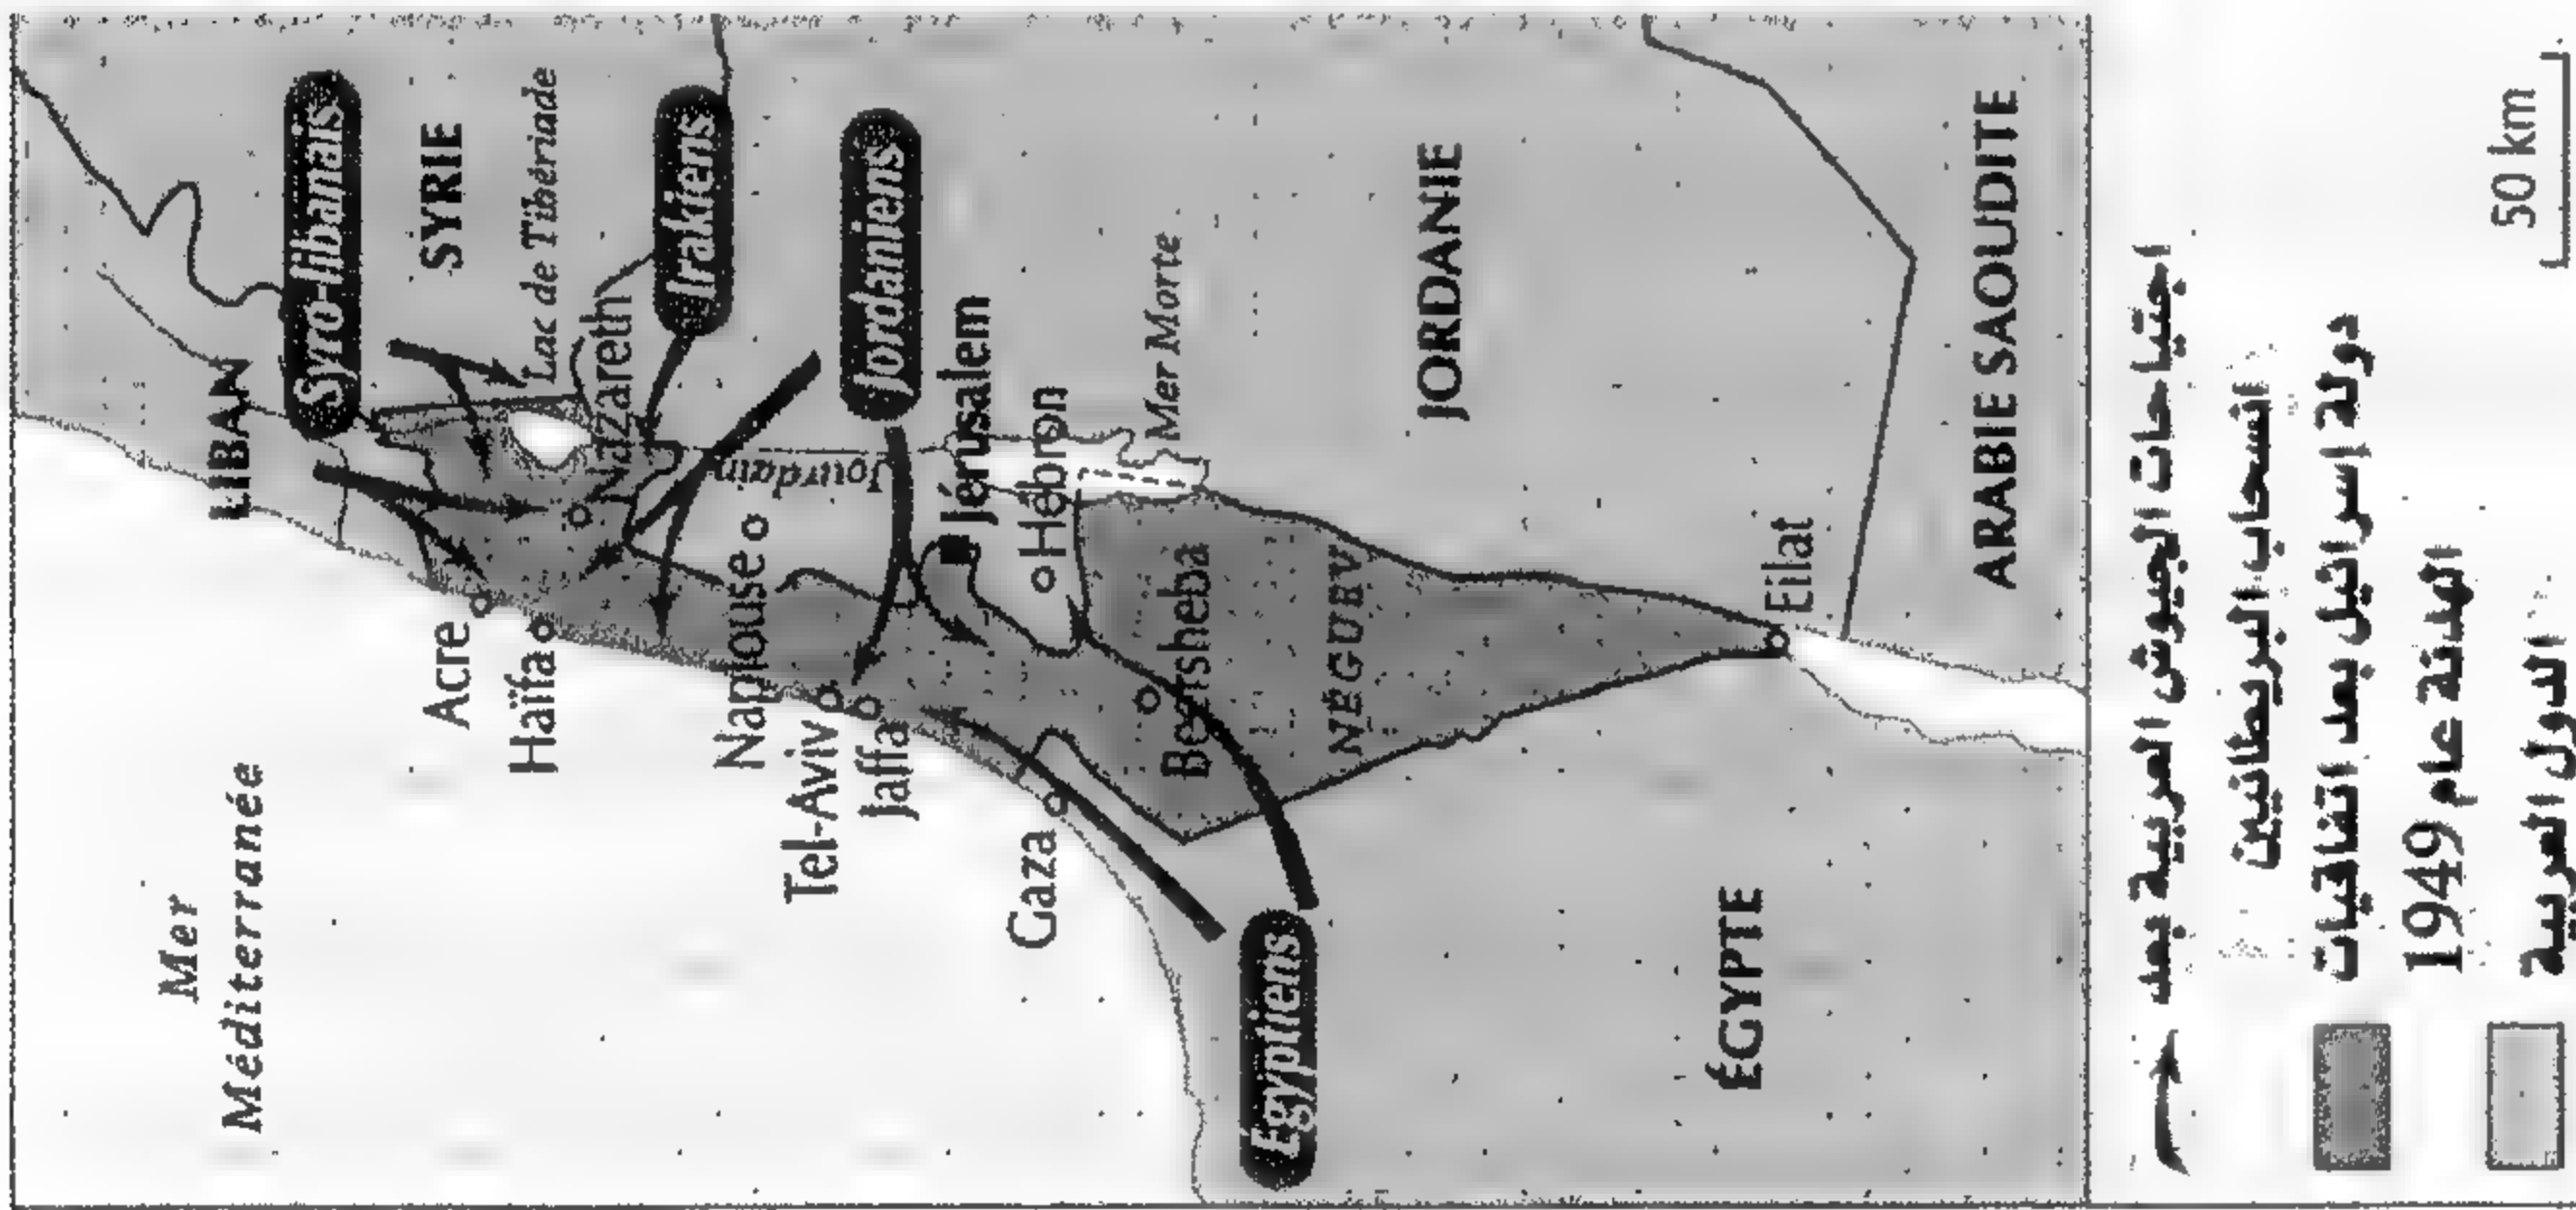 Mer
Méditerranée
LIBAN
Syro-libanais
SYRIE
Lac de Tibériade
Acre
Haïfa
Nazareth
Irakiens
Naplouse
Jourdain
Jordaniens
Tel-Aviv
Jaffa
Jérusalem
Gaza
Hébron
Mer Morte
Beersheba
Égyptiens
NÉGUEV
JORDANIE
ÉGYPTE
Eilat
ARABIE SAOUDITE
اجتياحات الجيوش العربية بعد
انسحاب البريطانيين
دولة اسرائيل بعد اتفاقيات
الهدنة عام 1949
الدول العربية
50 km